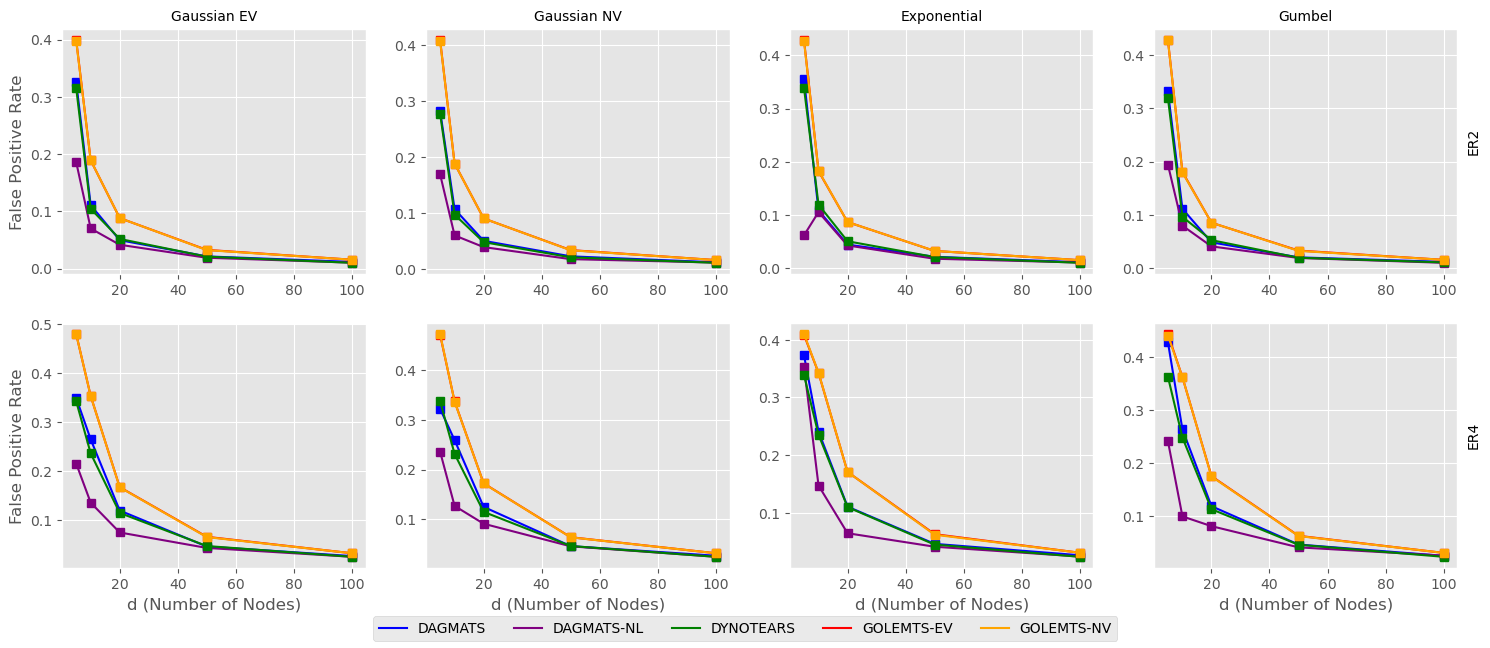 Gaussian EV
Gaussian NV
Exponential
Gumbel
False Positive Rate
0.4
0.3
0.2
0.1
0.0
20 40 60 80 100
0.4
0.3
0.2
0.1
0.0
20 40 60 80 100
0.4
0.3
0.2
0.1
0.0
20 40 60 80 100
0.4
0.3
0.2
0.1
0.0
20 40 60 80 100
ER2
False Positive Rate
0.5
0.4
0.3
0.2
0.1
20 40 60 80 100
d (Number of Nodes)
0.4
0.3
0.2
0.1
20 40 60 80 100
d (Number of Nodes)
0.4
0.3
0.2
0.1
20 40 60 80 100
d (Number of Nodes)
0.4
0.3
0.2
0.1
20 40 60 80 100
d (Number of Nodes)
ER4
DAGMATS DAGMATS-NL DYNOTEARS GOLEMTS-EV GOLEMTS-NV